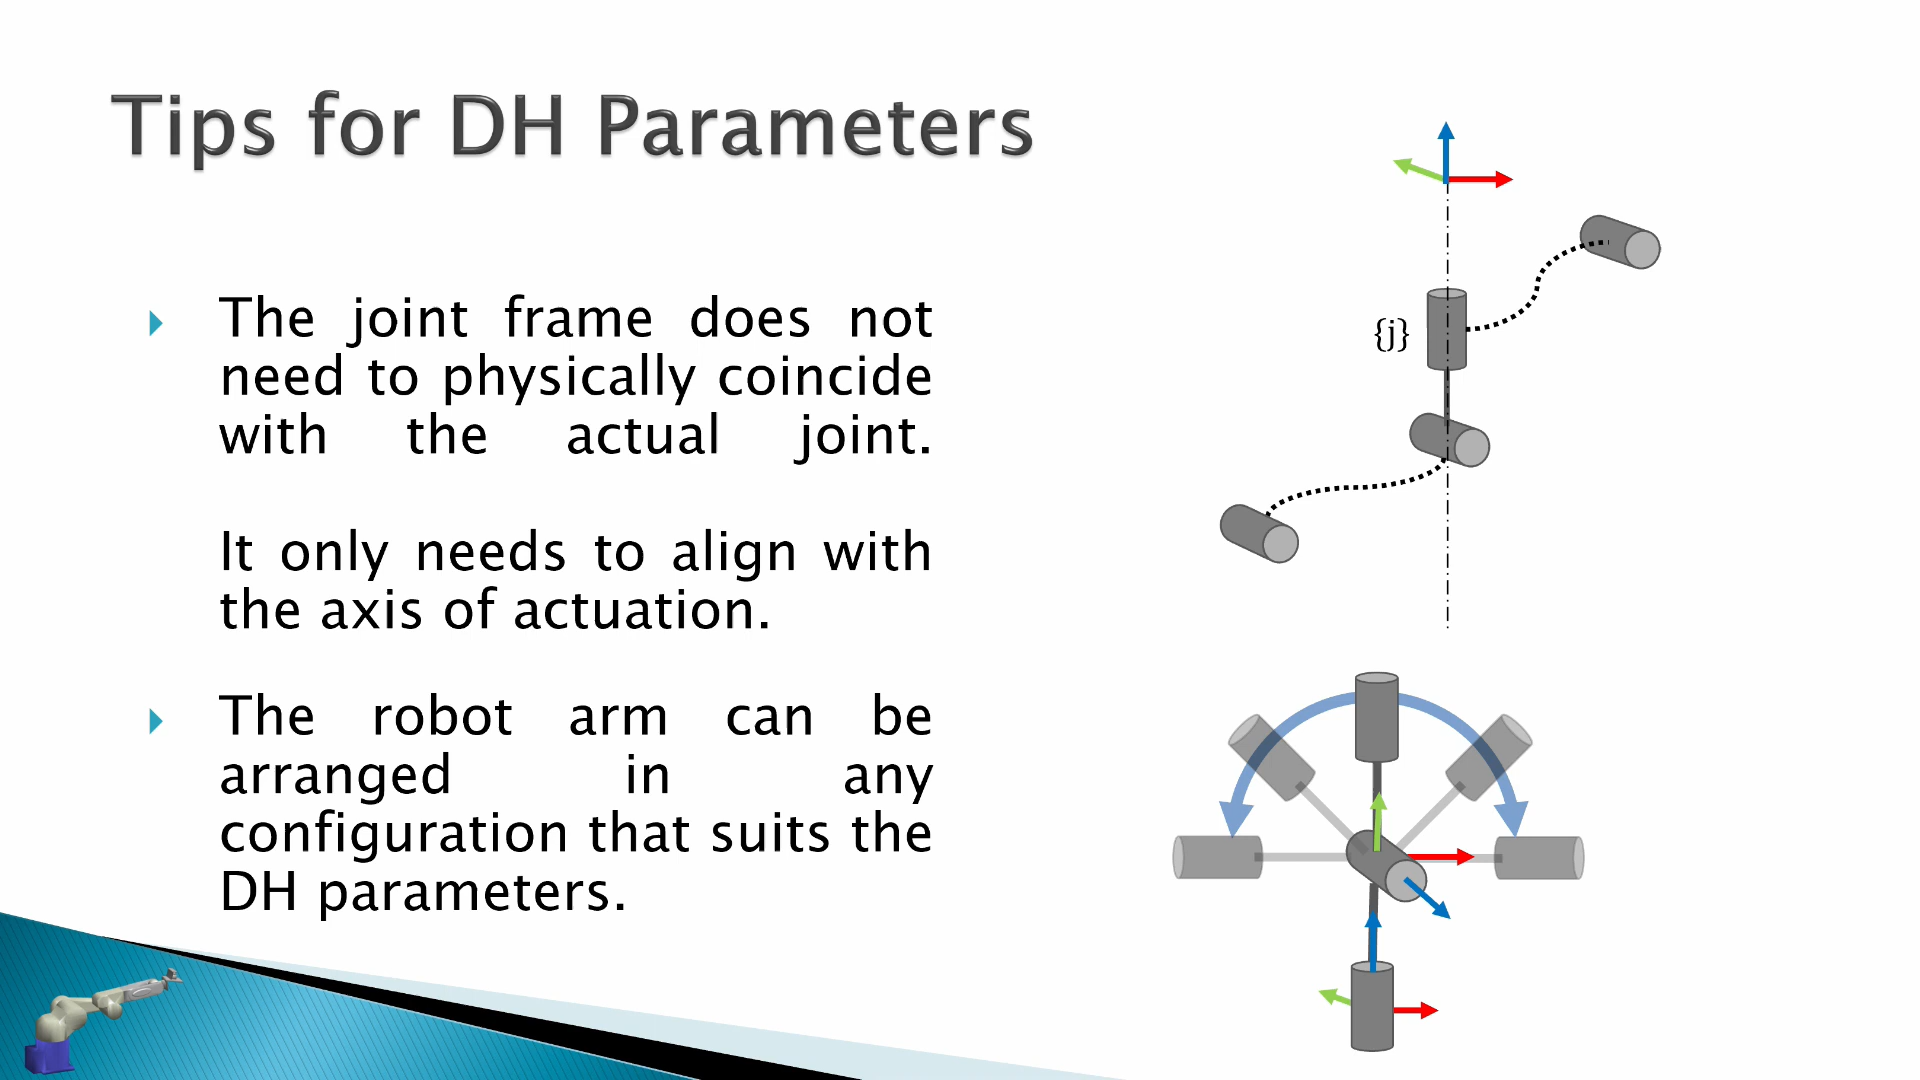 Tips for DH Parameters
The joint frame does not
need to physically coincide
with the actual joint.
It only needs to align with
the axis of actuation.
The robot arm can be
arranged in any
configuration that suits the
DH parameters.
{j}